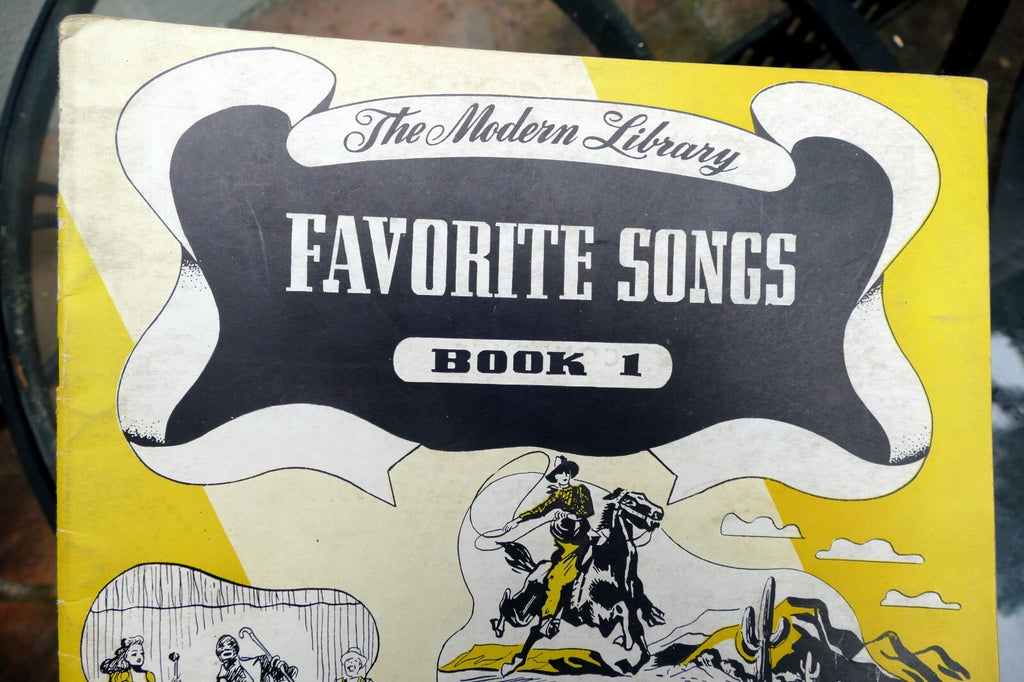 The Modern Library
FAVORITE SONGS
BOOK 1